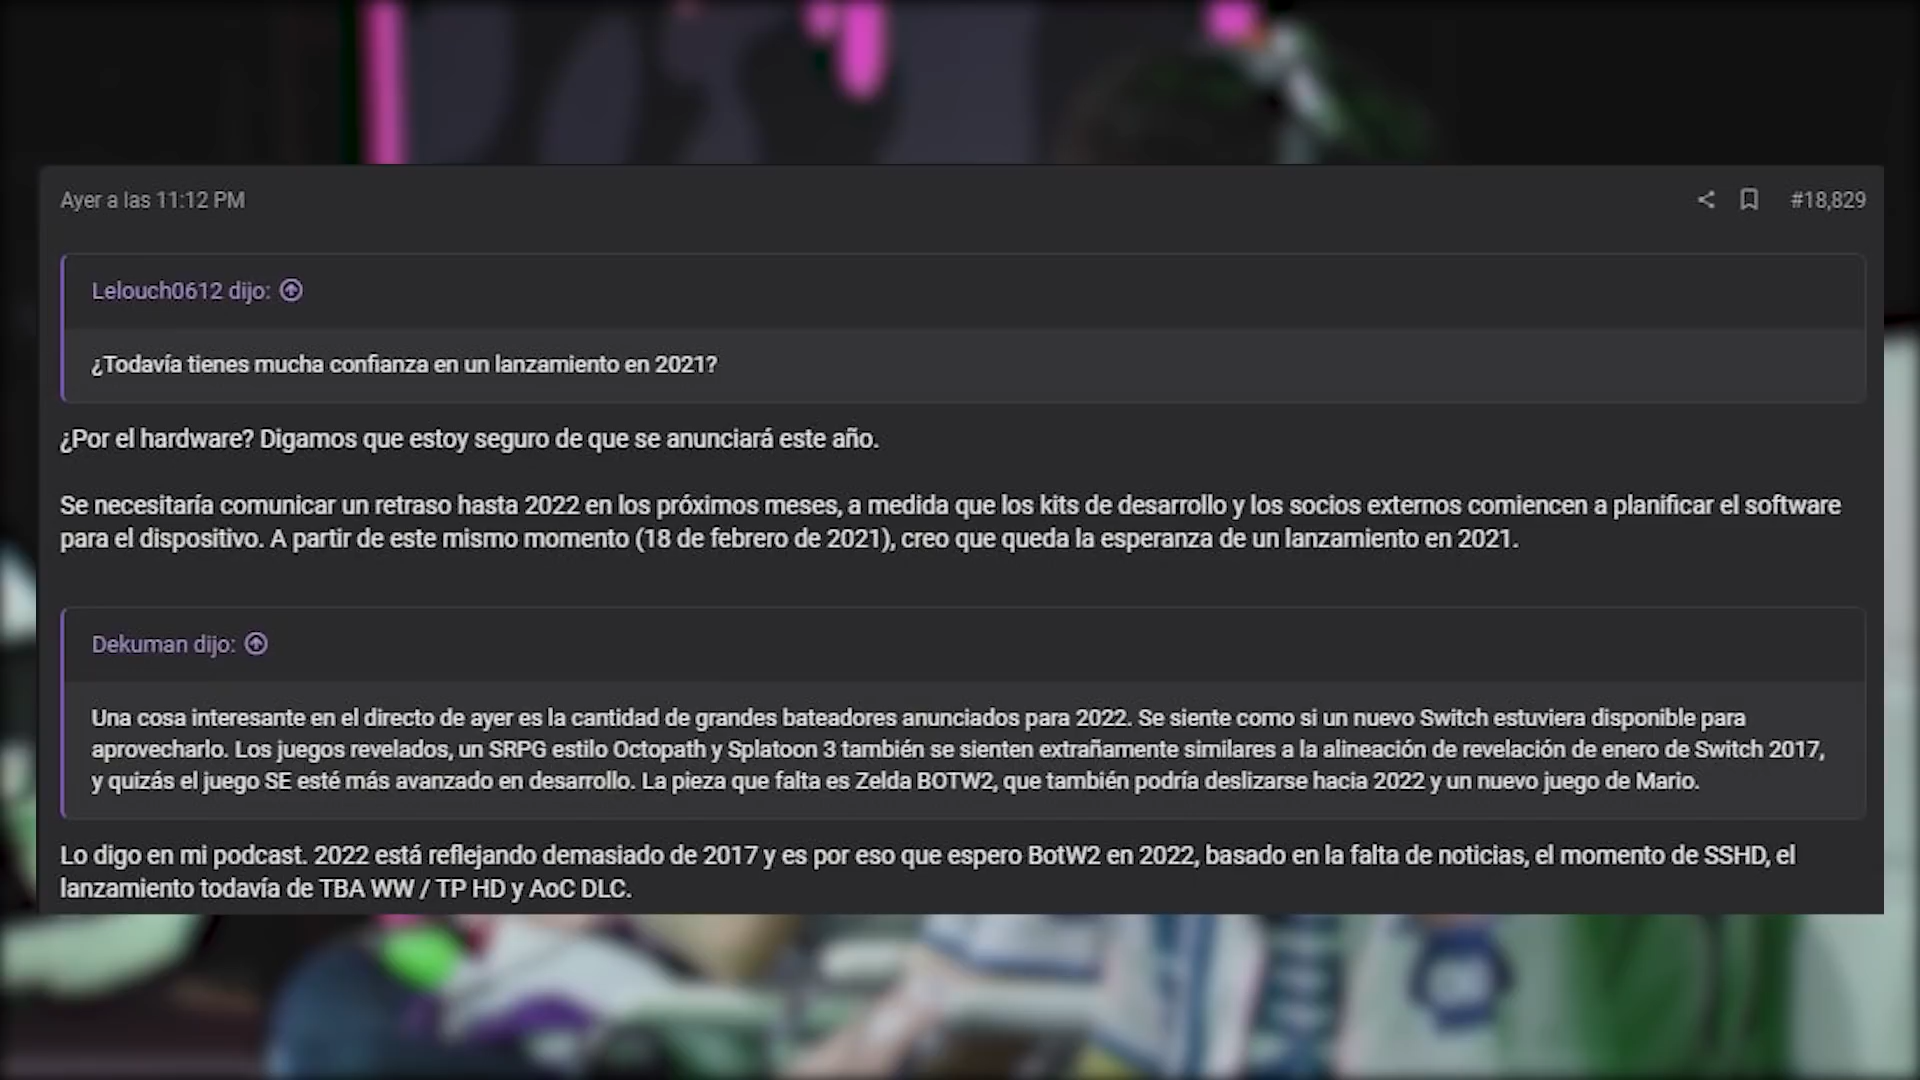 Ayer a las 11:12 PM
#18,829
Lelouch0612 dijo:
¿Todavía tienes mucha confianza en un lanzamiento en 2021?
¿Por el hardware? Digamos que estoy seguro de que se anunciará este año.
Se necesitaría comunicar un retraso hasta 2022 en los próximos meses, a medida que los kits de desarrollo y los socios externos comiencen a planificar el software
para el dispositivo. A partir de este mismo momento (18 de febrero de 2021), creo que queda la esperanza de un lanzamiento en 2021.
Dekuman dijo:
Una cosa interesante en el directo de ayer es la cantidad de grandes bateadores anunciados para 2022. Se siente como si un nuevo Switch estuviera disponible para
aprovecharlo. Los juegos revelados, un SRPG estilo Octopath y Splatoon 3 también se sienten extrañamente similares a la alineación de revelación de enero de Switch 2017,
y quizás el juego SE esté más avanzado en desarrollo. La pieza que falta es Zelda BOTW2, que también podría deslizarse hacia 2022 y un nuevo juego de Mario.
Lo digo en mi podcast. 2022 está reflejando demasiado de 2017 y es por eso que espero BotW2 en 2022, basado en la falta de noticias, el momento de SSHD, el
lanzamiento todavía de TBA WW / TP HD y AoC DLC.